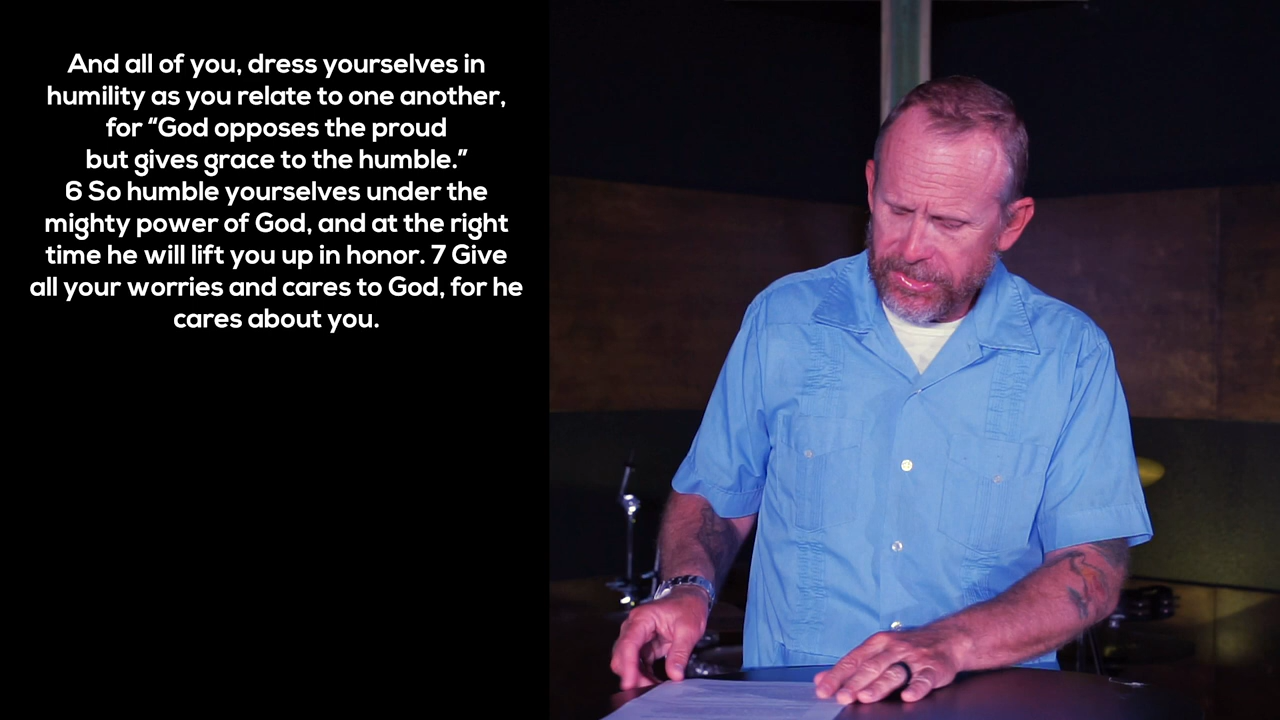 And all of you, dress yourselves in
humility as you relate to one another,
for “God opposes the proud
but gives grace to the humble.”
6 So humble yourselves under the
mighty power of God, and at the right
time he will lift you up in honor. 7 Give
all your worries and cares to God, for he
cares about you.